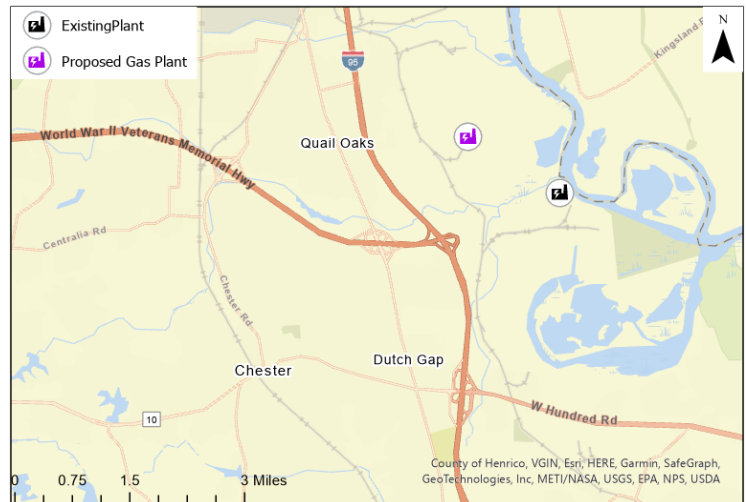 ExistingPlant
Proposed Gas Plant
N
95
Kingsland
World War II Veterans Memorial Hwy
Quail Oaks
Centralia Rd
Chester Rd
Dutch Gap
Chester
10
W Hundred Rd
County of Henrico, VGIN, Esri, HERE, Garmin, SafeGraph,
GeoTechnologies, Inc, METI/NASA, USGS, EPA, NPS, USDA
0 0.75 1.5 3 Miles